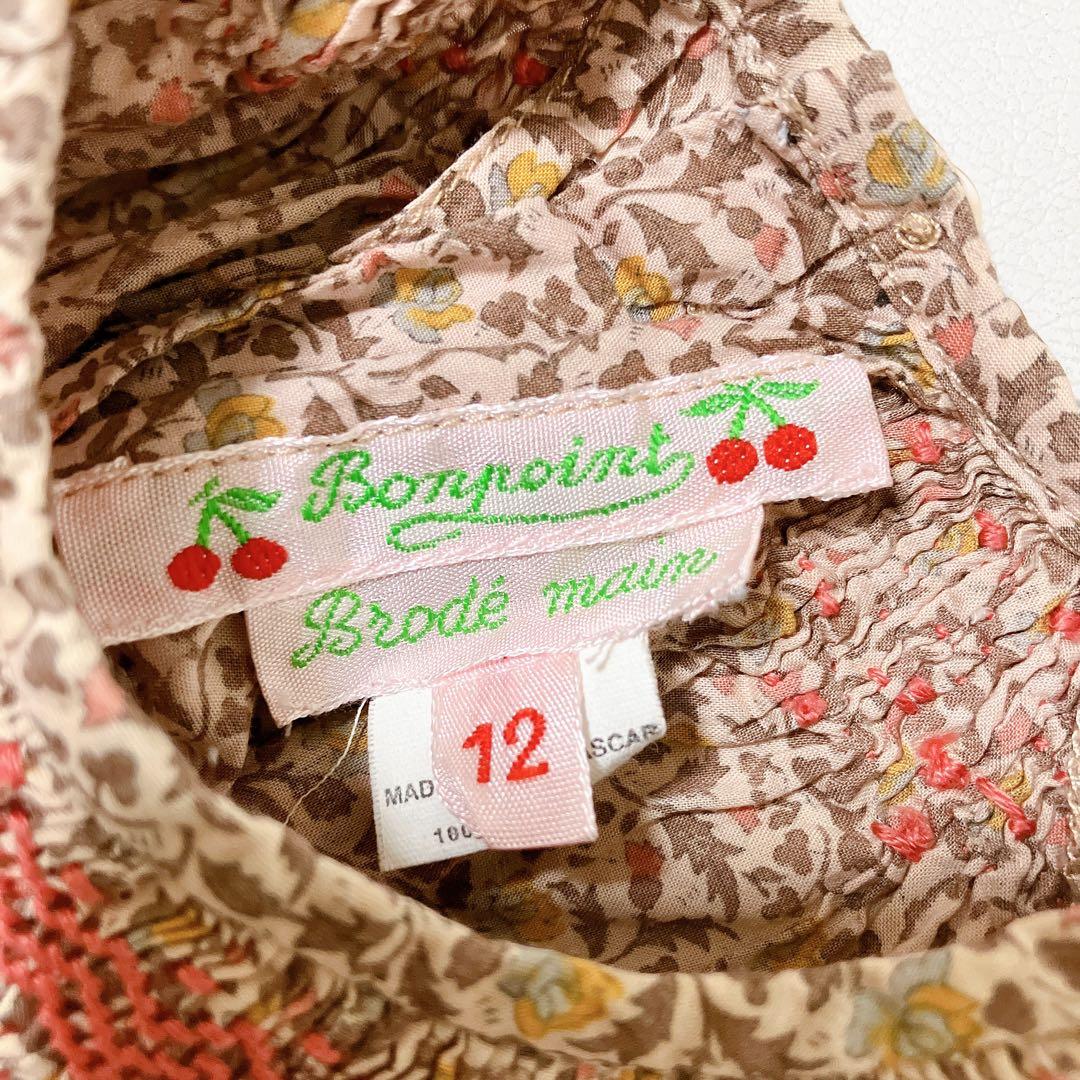 Bonpoint
Brodé main
12
MAD ASCAR
100